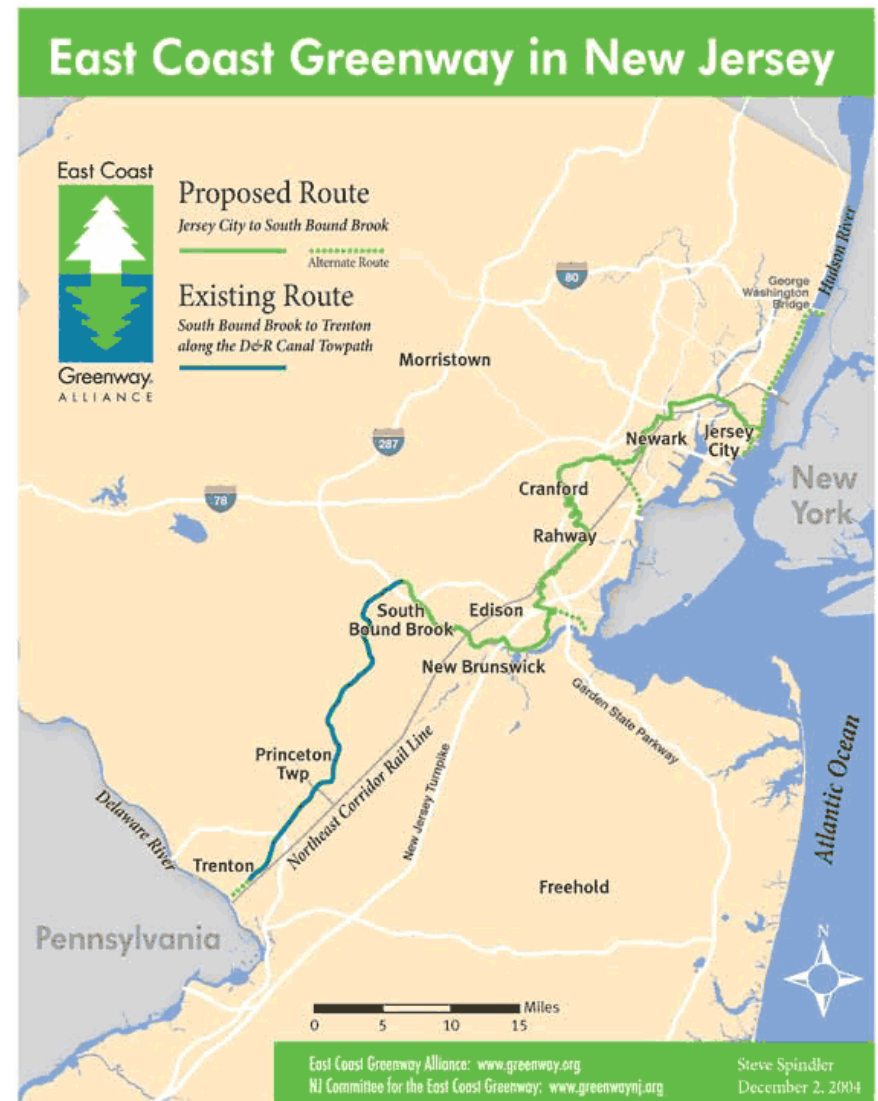 East Coast Greenway in New Jersey
East Coast
Greenway
ALLIANCE
Proposed Route
Jersey City to South Bound Brook
Alternate Route
Existing Route
South Bound Brook to Trenton
along the D&R Canal Towpath
80
George
Washington
Bridge
Hudson River
Morristown
287
Newark
Jersey
City
78
Cranford
New
York
Rahway
South
Bound Brook
Edison
New Brunswick
Garden State Parkway
Princeton
Twp
Northeast Corridor Rail Line
New Jersey Turnpike
Atlantic Ocean
Delaware River
Trenton
Freehold
Pennsylvania
N
Miles
0 5 10 15
East Coast Greenway Alliance: www.greenway.org
NJ Committee for the East Coast Greenway: www.greenwaynj.org
Steve Spindler
December 2, 2004